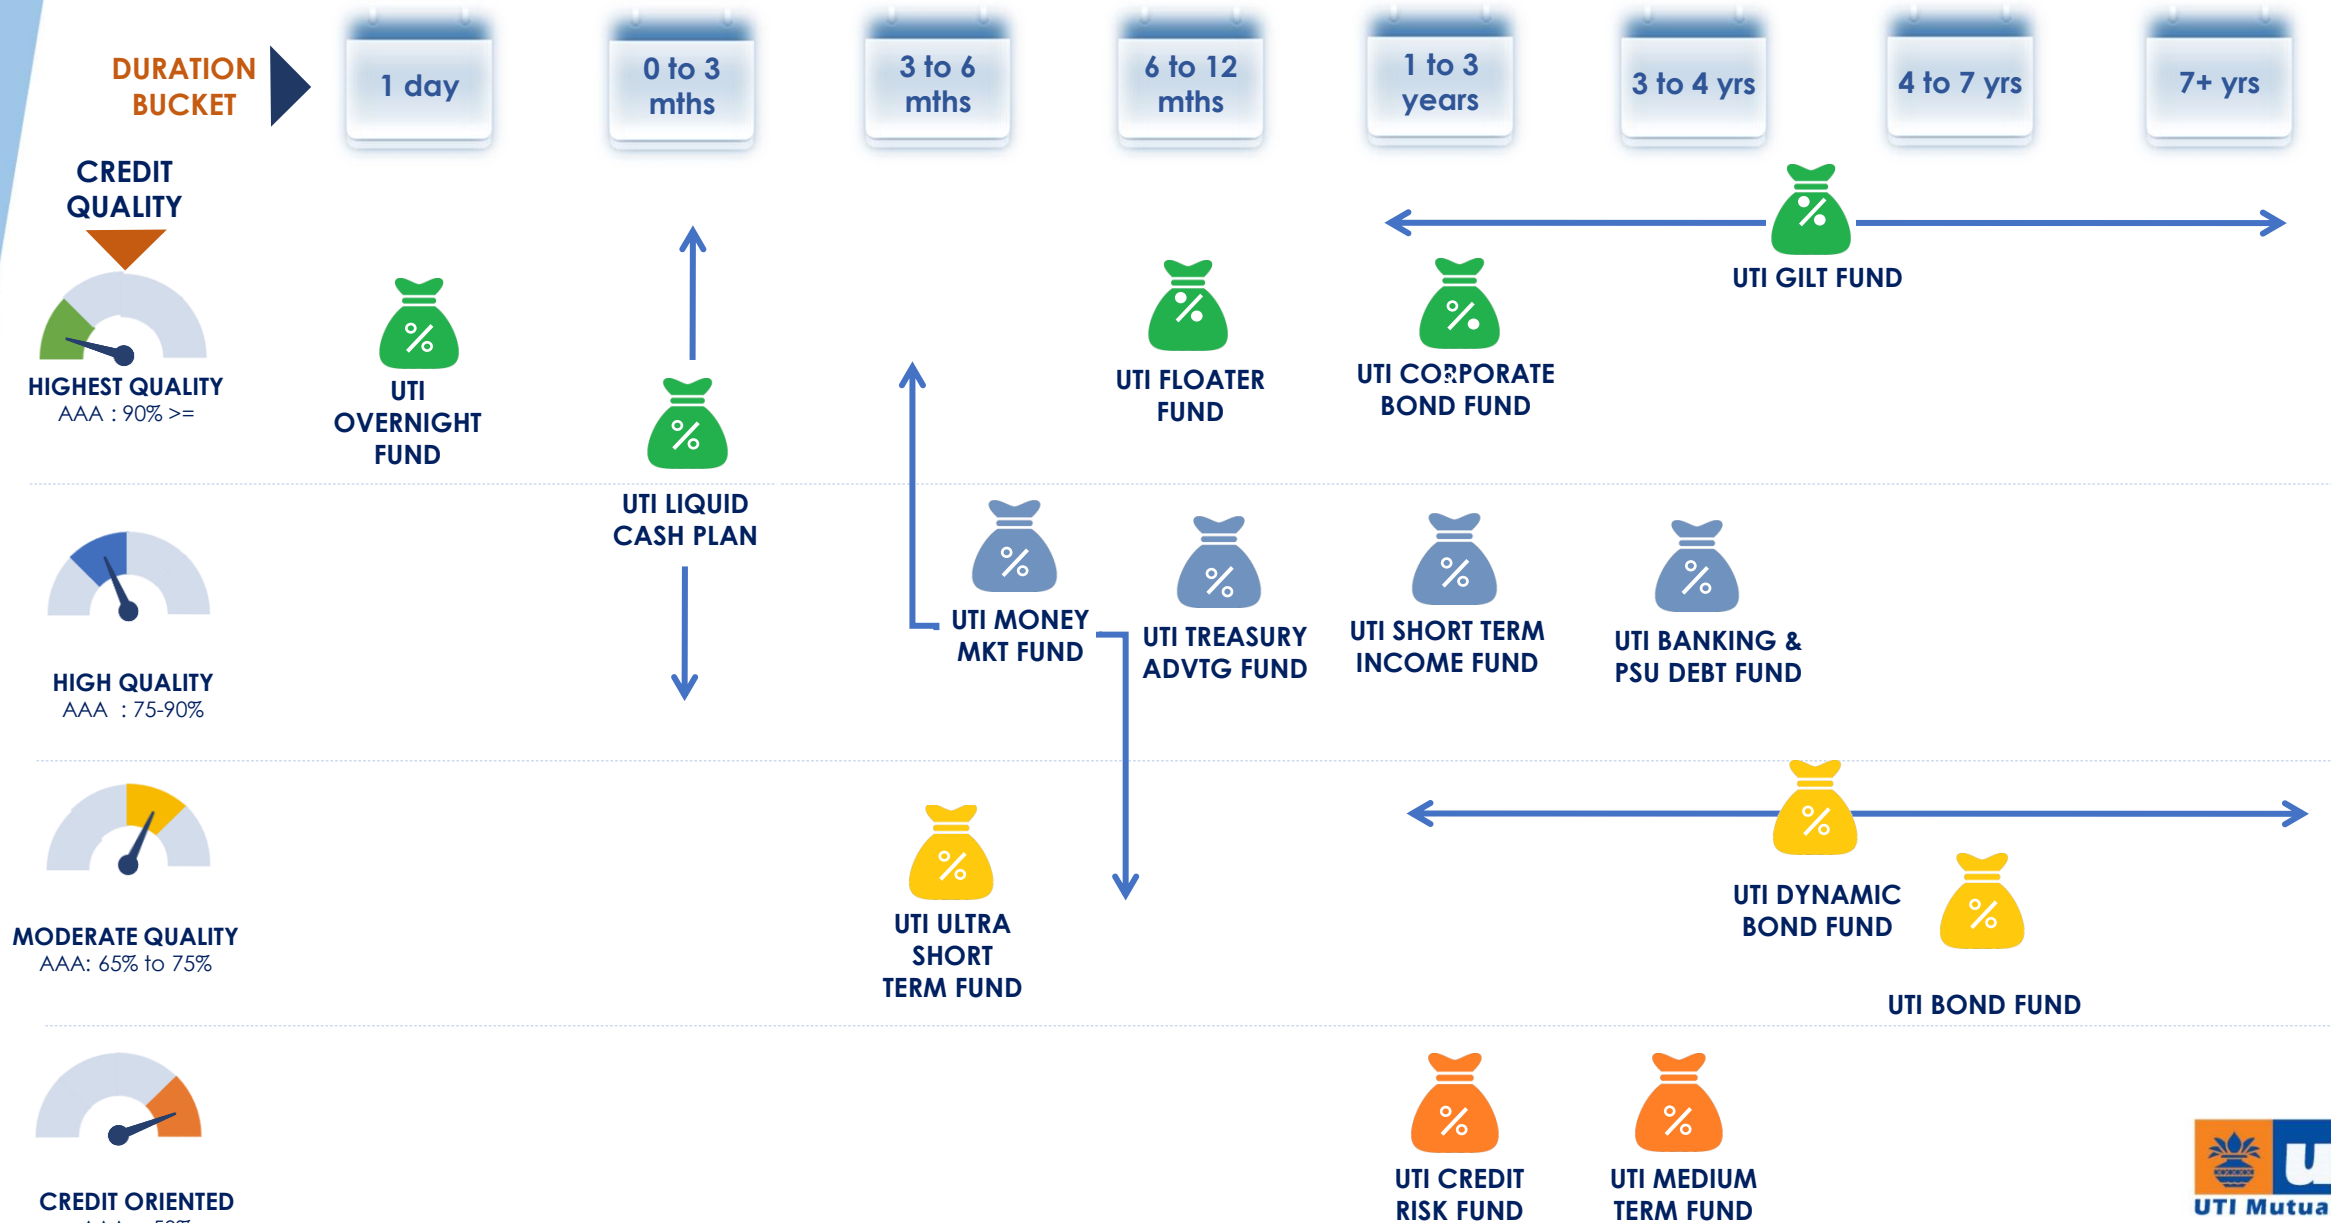 DURATION
BUCKET
1 day
0 to 3
mths
3 to 6
mths
6 to 12
mths
1 to 3
years
3 to 4 yrs
4 to 7 yrs
7+ yrs
CREDIT
QUALITY
HIGHEST QUALITY
AAA : 90% >=
UTI
OVERNIGHT
FUND
UTI LIQUID
CASH PLAN
UTI FLOATER
FUND
UTI CORPORATE
BOND FUND
UTI GILT FUND
HIGH QUALITY
AAA : 75-90%
UTI MONEY
MKT FUND
UTI TREASURY
ADVTG FUND
UTI SHORT TERM
INCOME FUND
UTI BANKING &
PSU DEBT FUND
MODERATE QUALITY
AAA: 65% to 75%
UTI ULTRA
SHORT
TERM FUND
UTI DYNAMIC
BOND FUND
UTI BOND FUND
CREDIT ORIENTED
UTI CREDIT
RISK FUND
UTI MEDIUM
TERM FUND
UTI Mutua